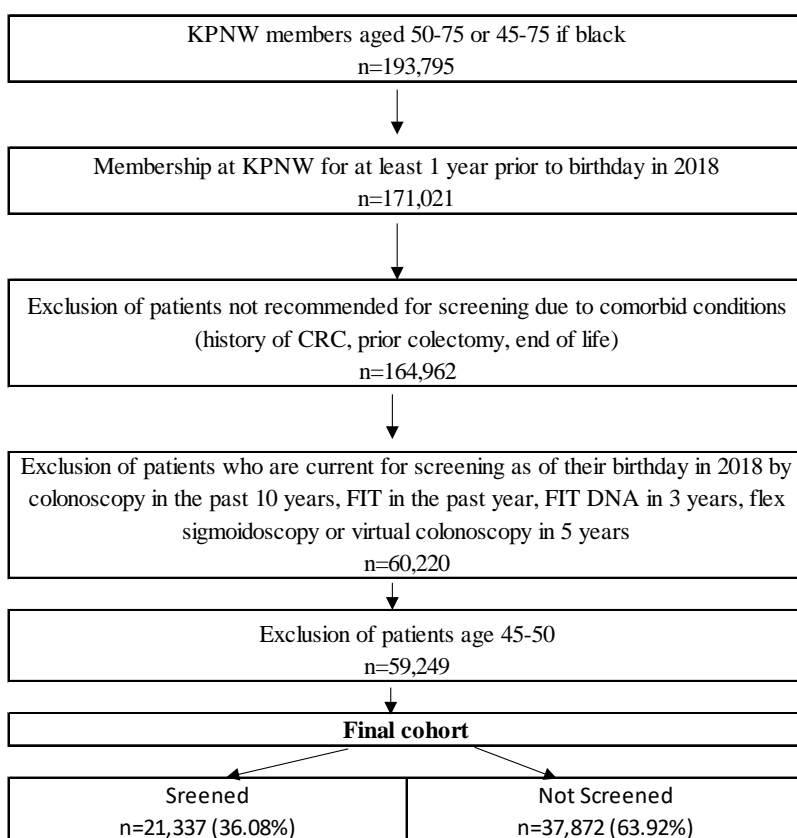 KPNW members aged 50-75 or 45-75 if black
n=193,795
Membership at KPNW for at least 1 year prior to birthday in 2018
n=171,021
Exclusion of patients not recommended for screening due to comorbid conditions
(history of CRC, prior colectomy, end of life)
n=164,962
Exclusion of patients who are current for screening as of their birthday in 2018 by
colonoscopy in the past 10 years, FIT in the past year, FIT DNA in 3 years, flex
sigmoidoscopy or virtual colonoscopy in 5 years
n=60,220
Exclusion of patients age 45-50
n=59,249
Final cohort
Sreened
n=21,337 (36.08%)
Not Screened
n=37,872 (63.92%)